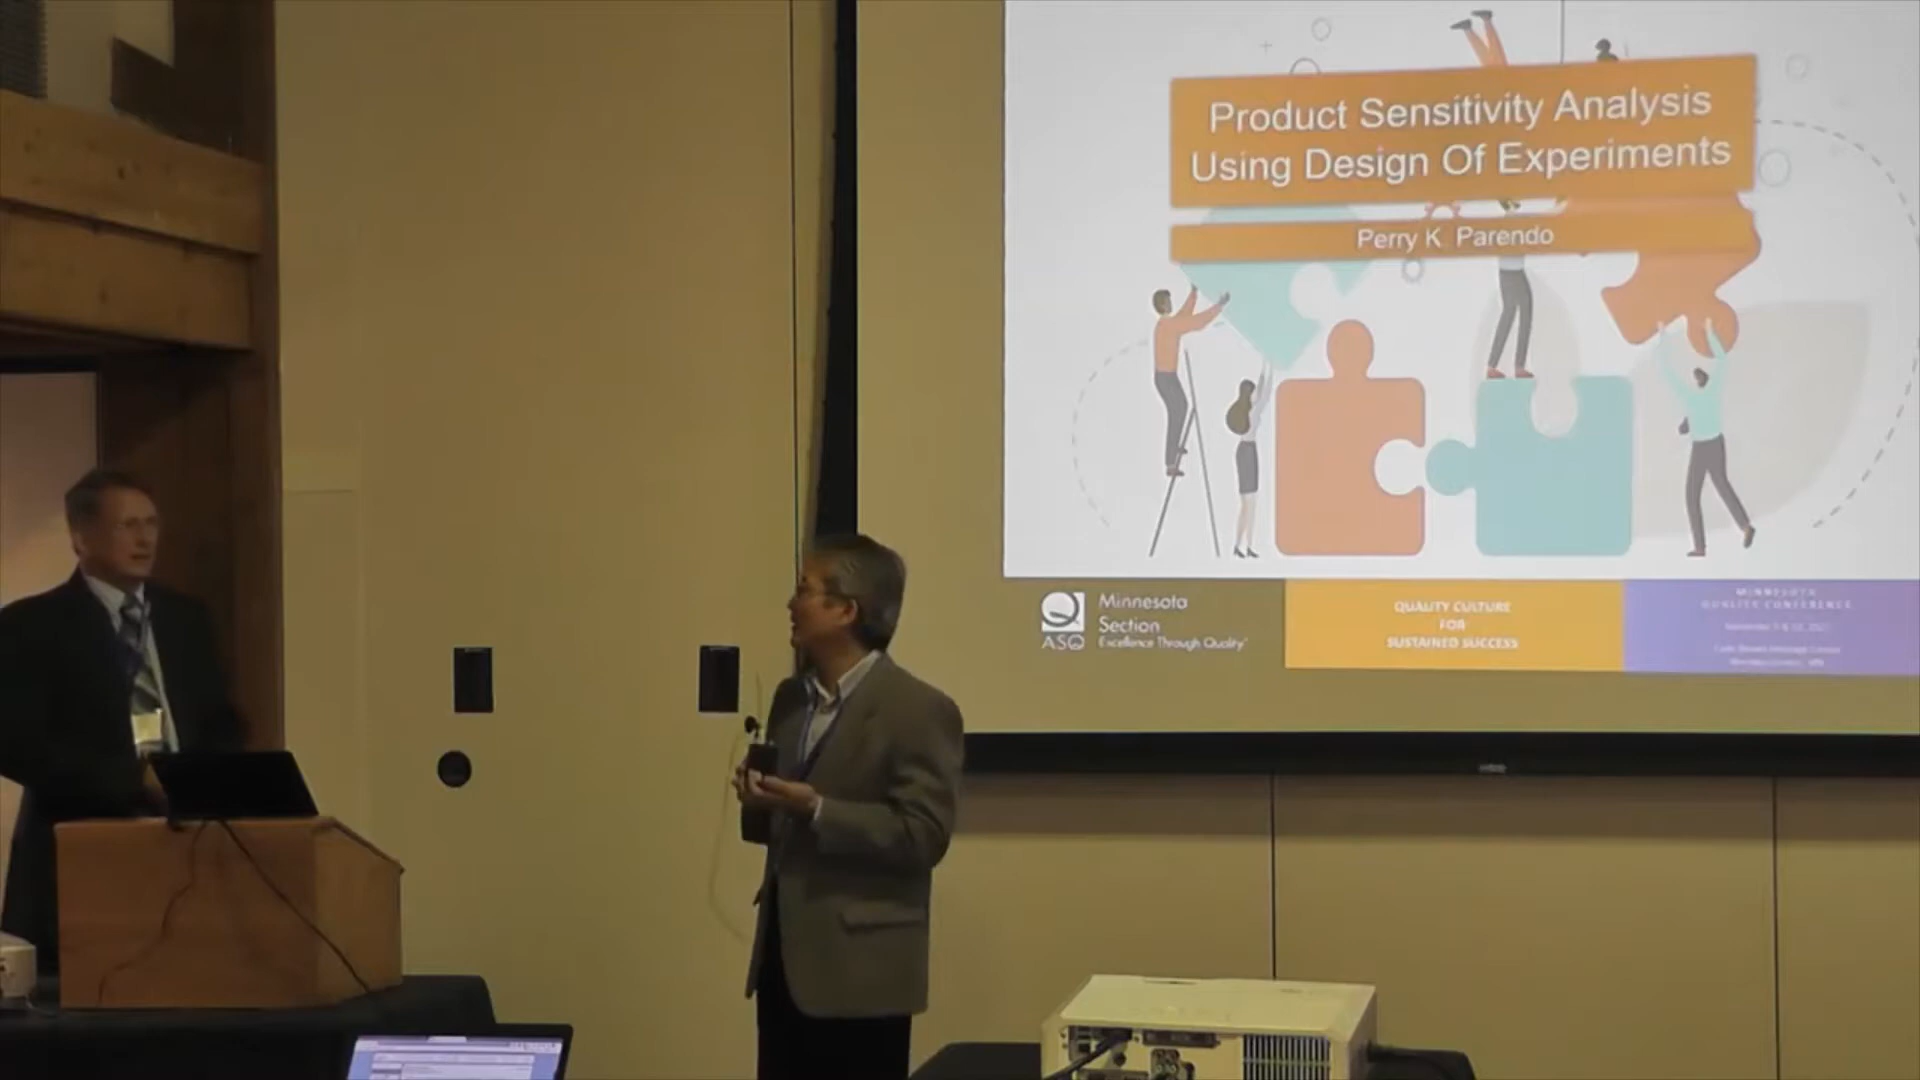 Product Sensitivity Analysis
Using Design Of Experiments
Perry K. Parendo
ASQ
Minnesota
Section
Excellence Through Quality
QUALITY CULTURE
FOR
SUSTAINED SUCCESS
MINNESOTA
QUALITY CONFERENCE